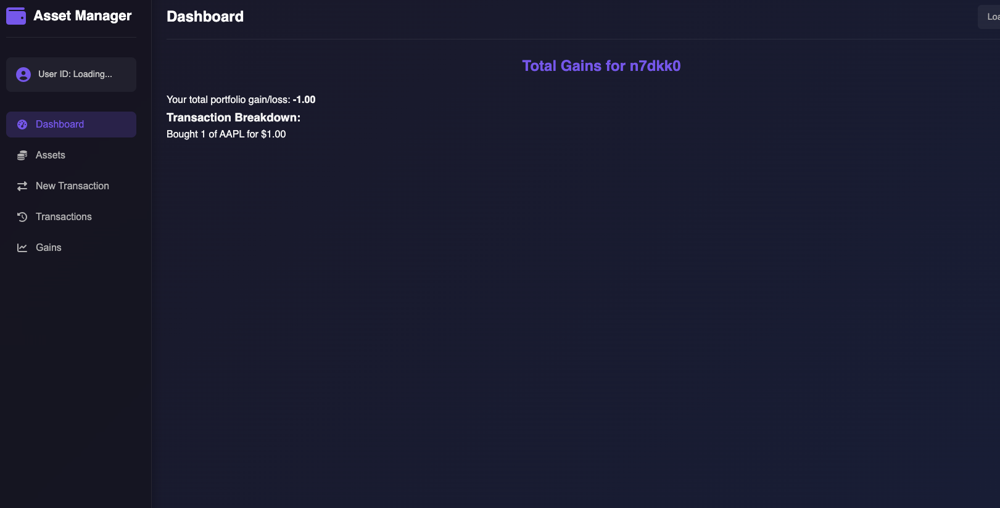 Asset Manager
User ID: Loading...
Dashboard
Assets
New Transaction
Transactions
Gains
Dashboard
Total Gains for n7dkk0
Your total portfolio gain/loss: -1.00
Transaction Breakdown:
Bought 1 of AAPL for $1.00